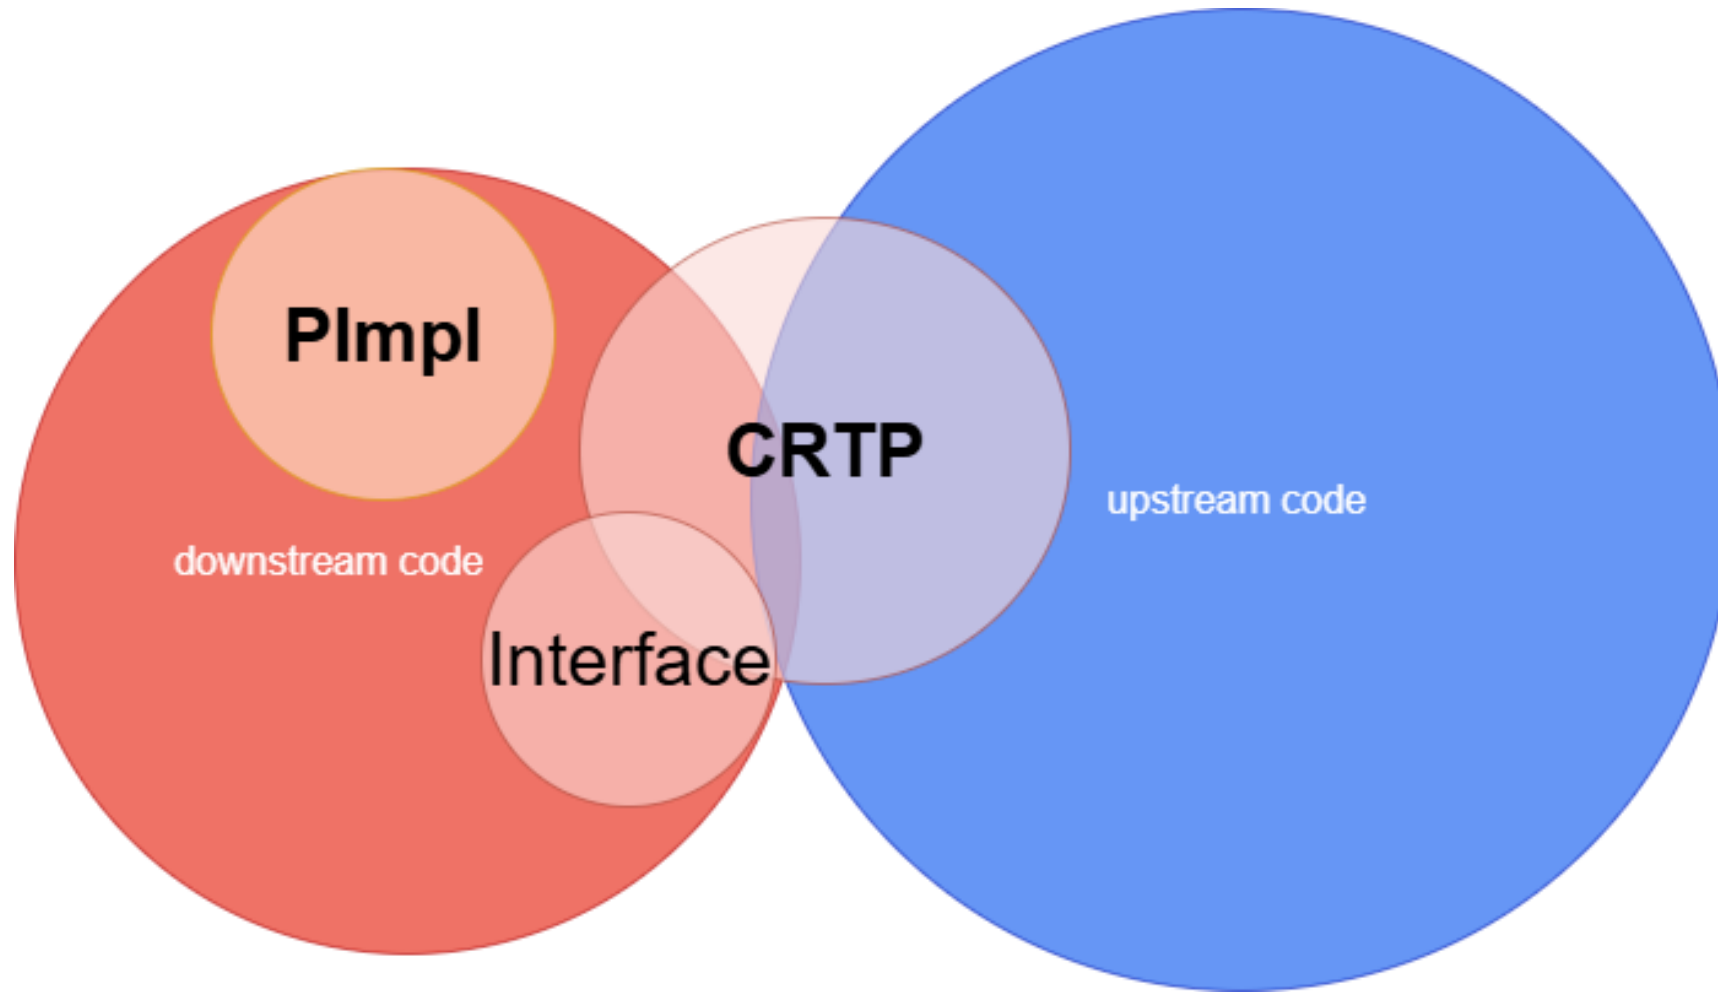 PImpl
CRTP
upstream code
downstream code
Interface